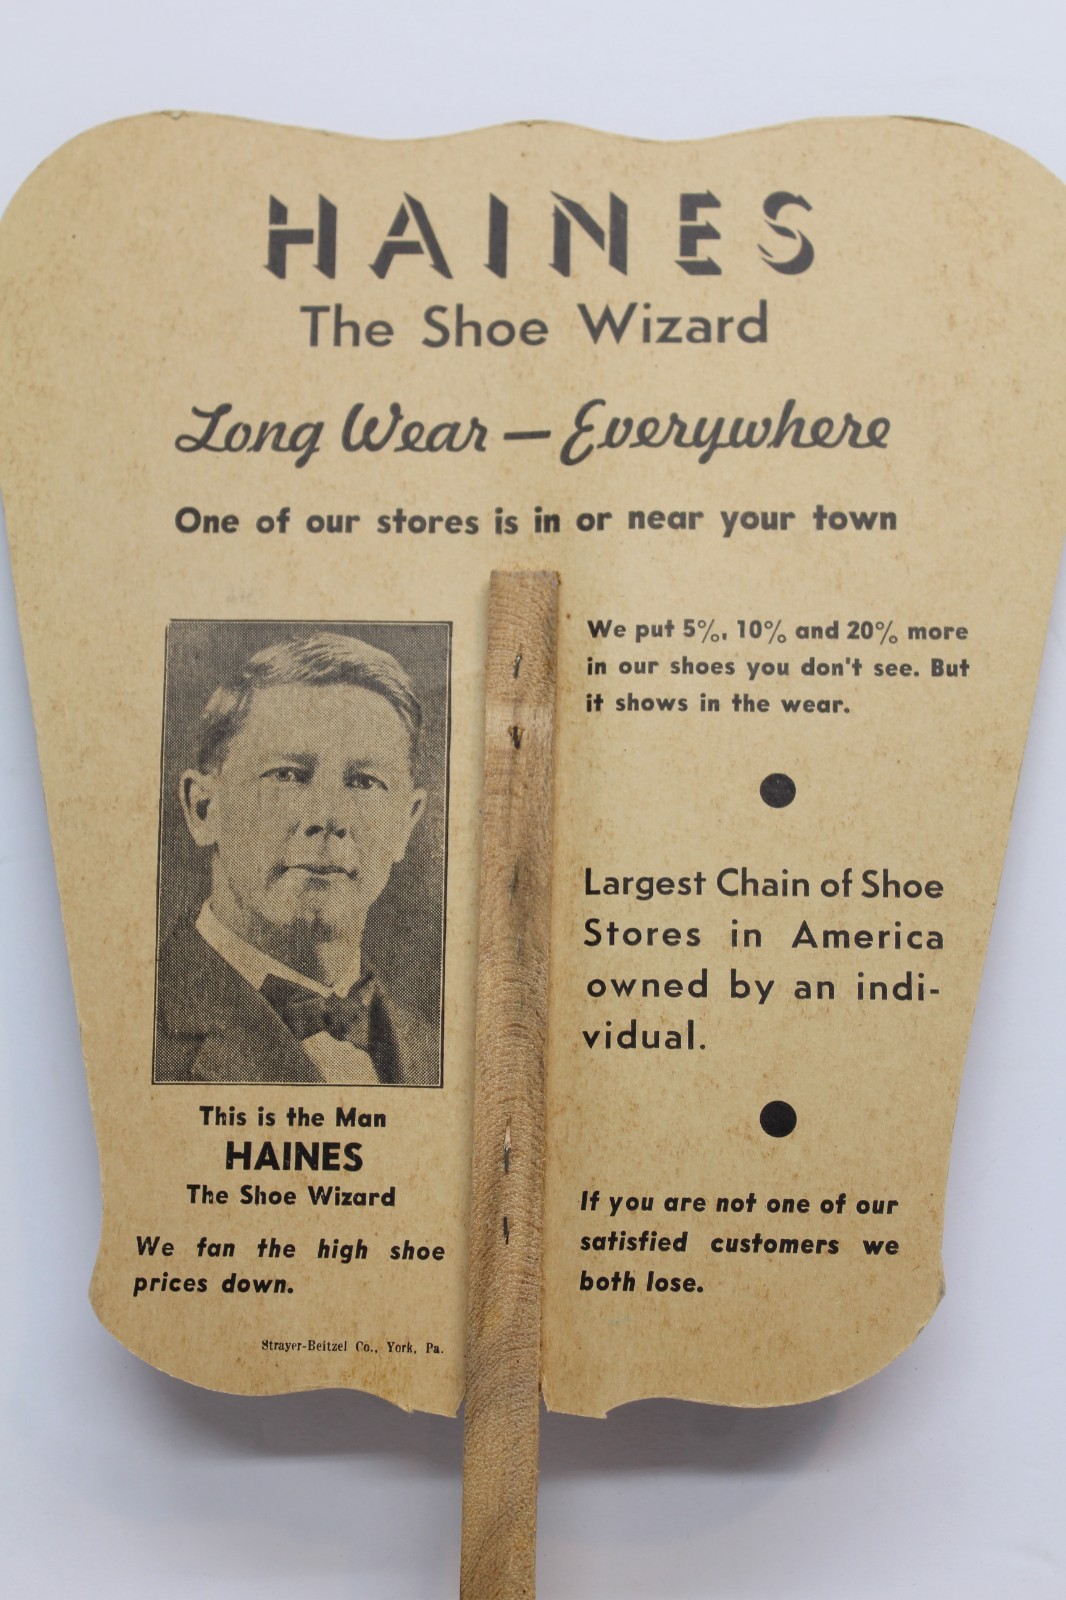 HAINES
The Shoe Wizard
Long Wear — Everywhere
One of our stores is in or near your town
This is the Man
HAINES
The Shoe Wizard
We fan the high shoe
prices down.
Strayer-Beitzel Co., York, Pa.
We put 5%, 10% and 20% more
in our shoes you don't see. But
it shows in the wear.
Largest Chain of Shoe
Stores in America
owned by an indi-
vidual.
If you are not one of our
satisfied customers we
both lose.